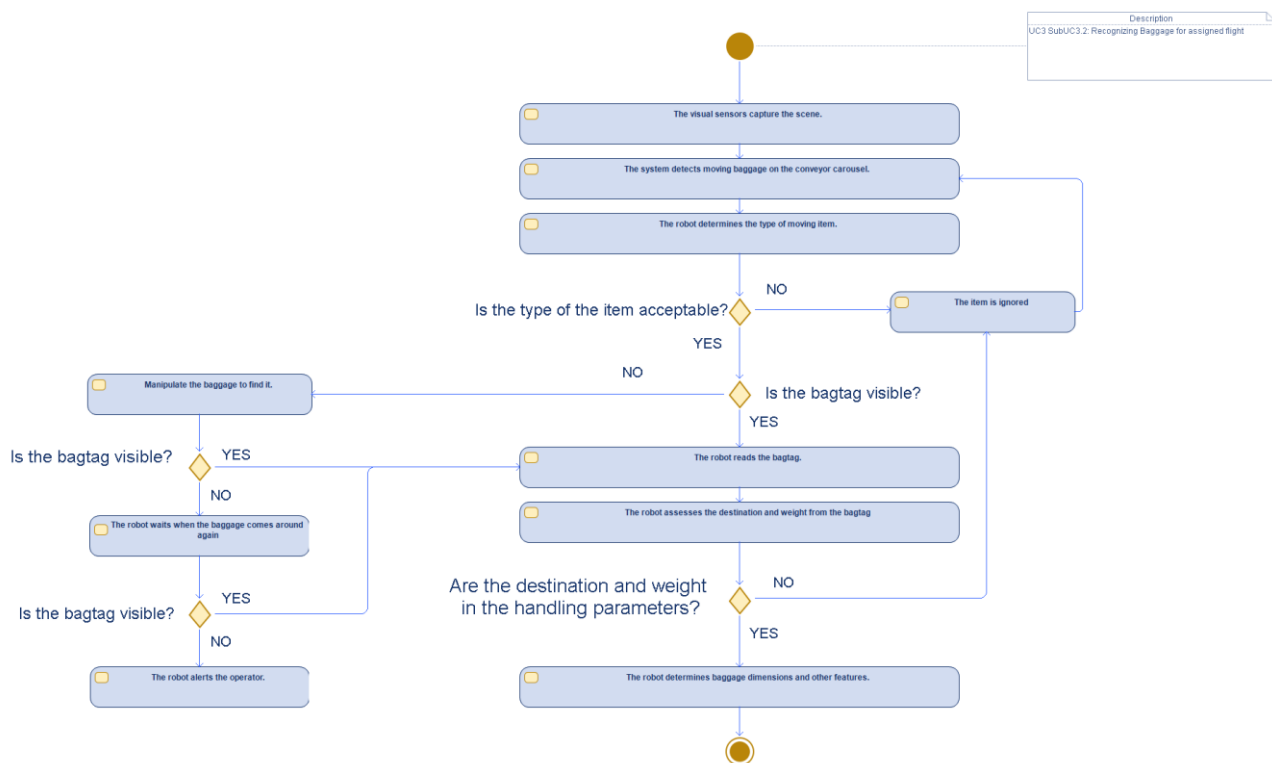 Description
UC3 SubUC3.2: Recognizing Baggage for assigned flight
The visual sensors capture the scene.
The system detects moving baggage on the conveyor carousel.
The robot determines the type of moving item.
NO
Is the type of the item acceptable?
The item is ignored
YES
NO
Manipulate the baggage to find it.
Is the bagtag visible?
YES
Is the bagtag visible?
YES
The robot reads the bagtag.
NO
The robot waits when the baggage comes around
again
The robot assesses the destination and weight from the bagtag
Are the destination and weight
in the handling parameters?
NO
YES
Is the bagtag visible?
YES
NO
The robot alerts the operator.
The robot determines baggage dimensions and other features.